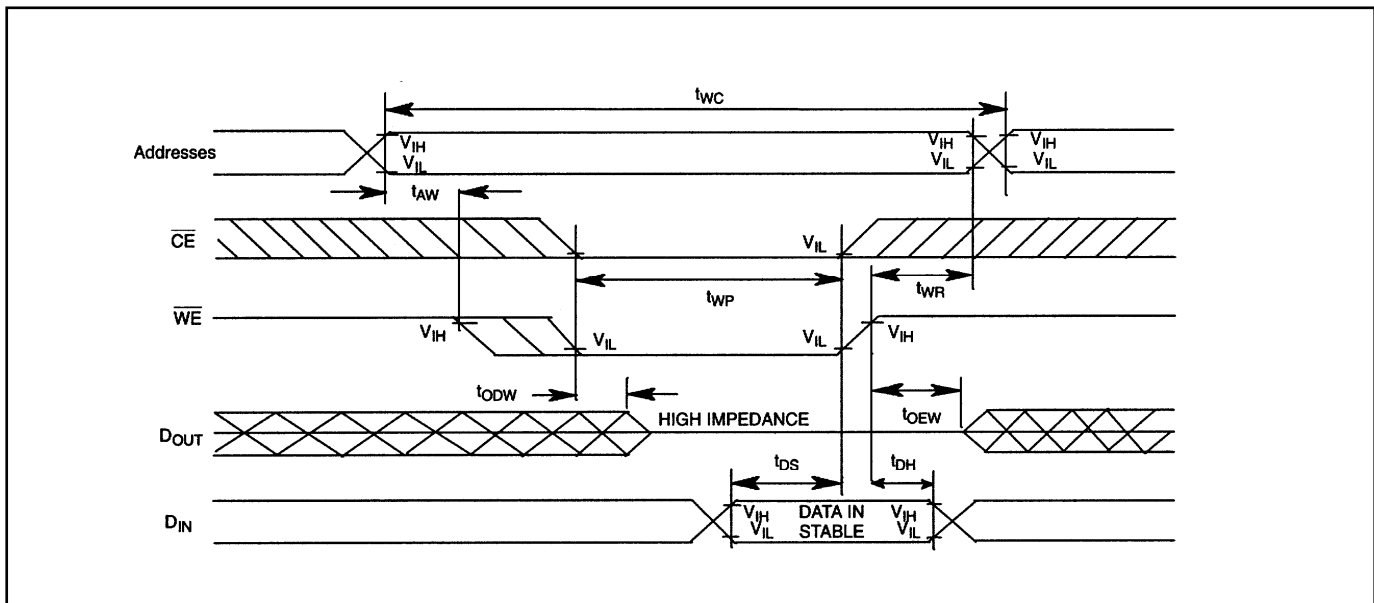 tWC
Addresses
VIH VIH VIH
VIL VIL VIL
tAW
CE VIL
tWP tWR
WE
VIH VIL VIL VIH
tODW tOEW
DOUT HIGH IMPEDANCE
tDS tDH
DIN VIH DATA IN VIH
VIL STABLE VIL